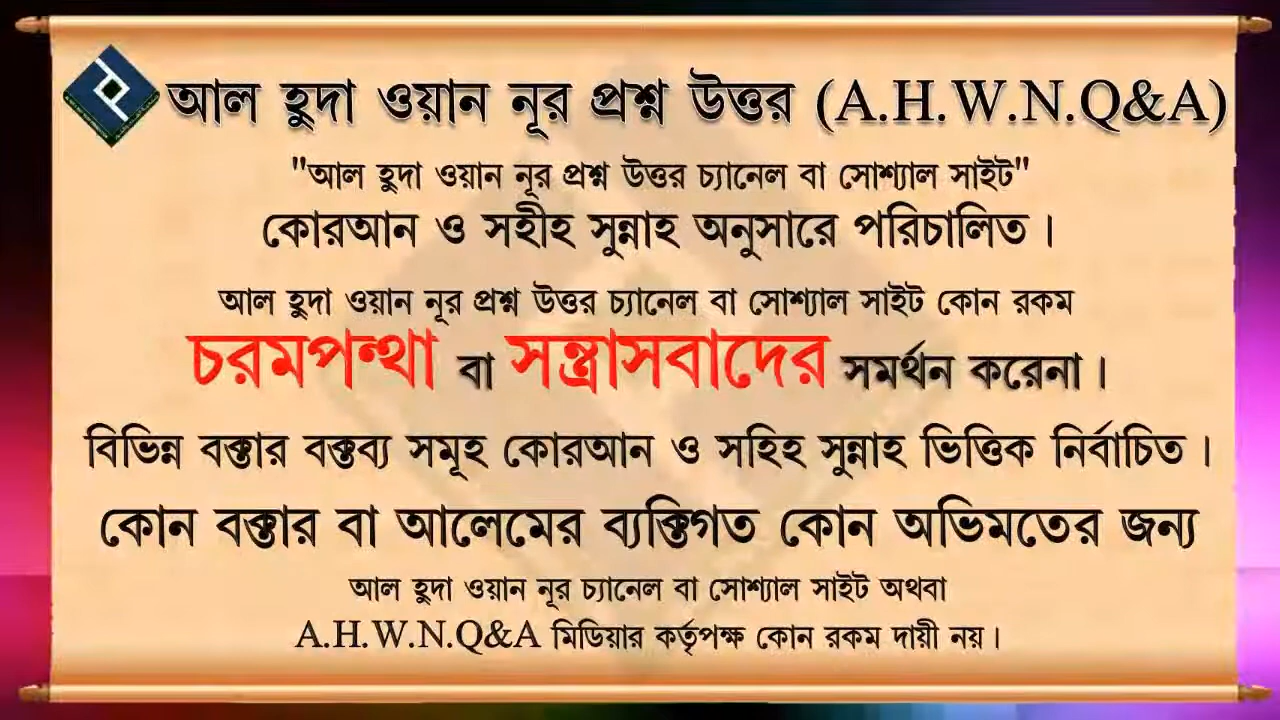 আল হুদা ওয়ান নূর প্রশ্ন উত্তর (A.H.W.N.Q&A)
"আল হুদা ওয়ান নূর প্রশ্ন উত্তর চ্যানেল বা সোশ্যাল সাইট"
কোরআন ও সহীহ সুন্নাহ অনুসারে পরিচালিত।
আল হুদা ওয়ান নূর প্রশ্ন উত্তর চ্যানেল বা সোশ্যাল সাইট কোন রকম
চরমপন্থা বা সন্ত্রাসবাদের সমর্থন করেনা।
বিভিন্ন বক্তার বক্তব্য সমূহ কোরআন ও সহিহ সুন্নাহ ভিত্তিক নির্বাচিত।
কোন বক্তার বা আলেমের ব্যক্তিগত কোন অভিমতের জন্য
আল হুদা ওয়ান নূর চ্যানেল বা সোশ্যাল সাইট অথবা
A.H.W.N.Q&A মিডিয়ার কর্তৃপক্ষ কোন রকম দায়ী নয়।